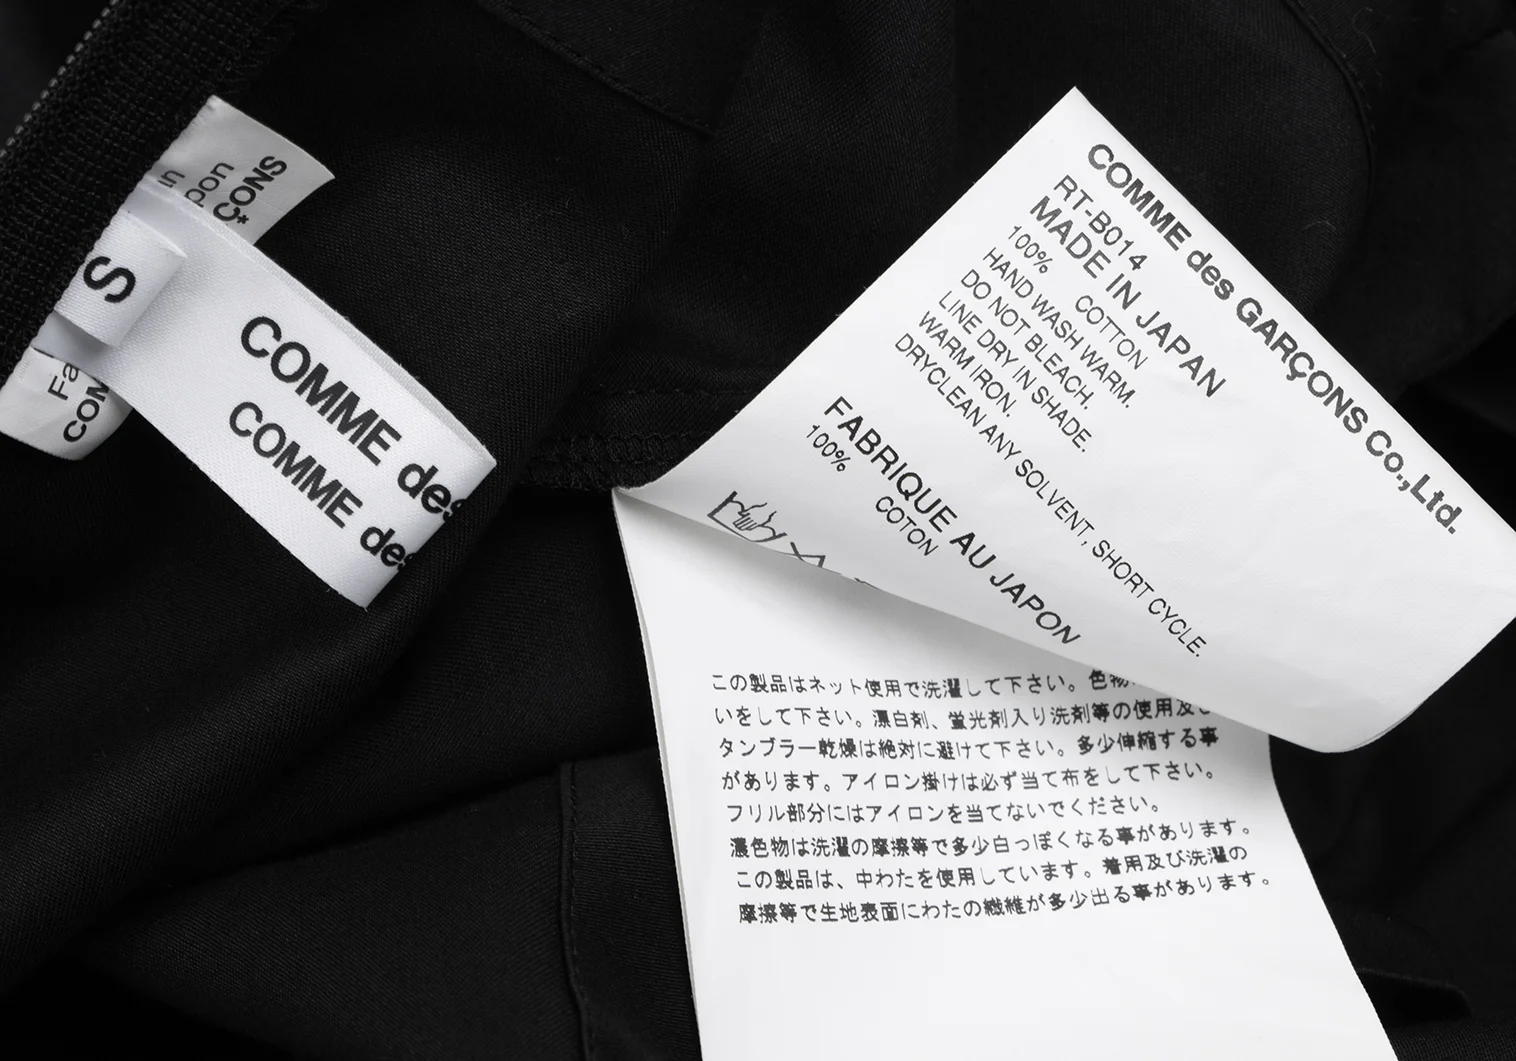 in
pon
ÇONS
S
Fa
COM
COMME des
COMME des
COMME des GARÇONS Co.,Ltd.
RT-B014
MADE IN JAPAN
100% COTTON
HAND WASH WARM.
DO NOT BLEACH.
LINE DRY IN SHADE.
WARM IRON.
DRYCLEAN ANY SOLVENT, SHORT CYCLE.
FABRIQUE AU JAPON
100% COTON
この製品はネット使用で洗濯して下さい。色物
いをして下さい。漂白剤、蛍光剤入り洗剤等の使用及び
タンブラー乾燥は絶対に避けて下さい。多少伸縮する事
があります。アイロン掛けは必ず当て布をして下さい。
フリル部分にはアイロンを当てないでください。
濃色物は洗濯の摩擦等で多少白っぽくなる事があります。
この製品は、中わたを使用しています。着用及び洗濯の
摩擦等で生地表面にわたの繊維が多少出る事があります。